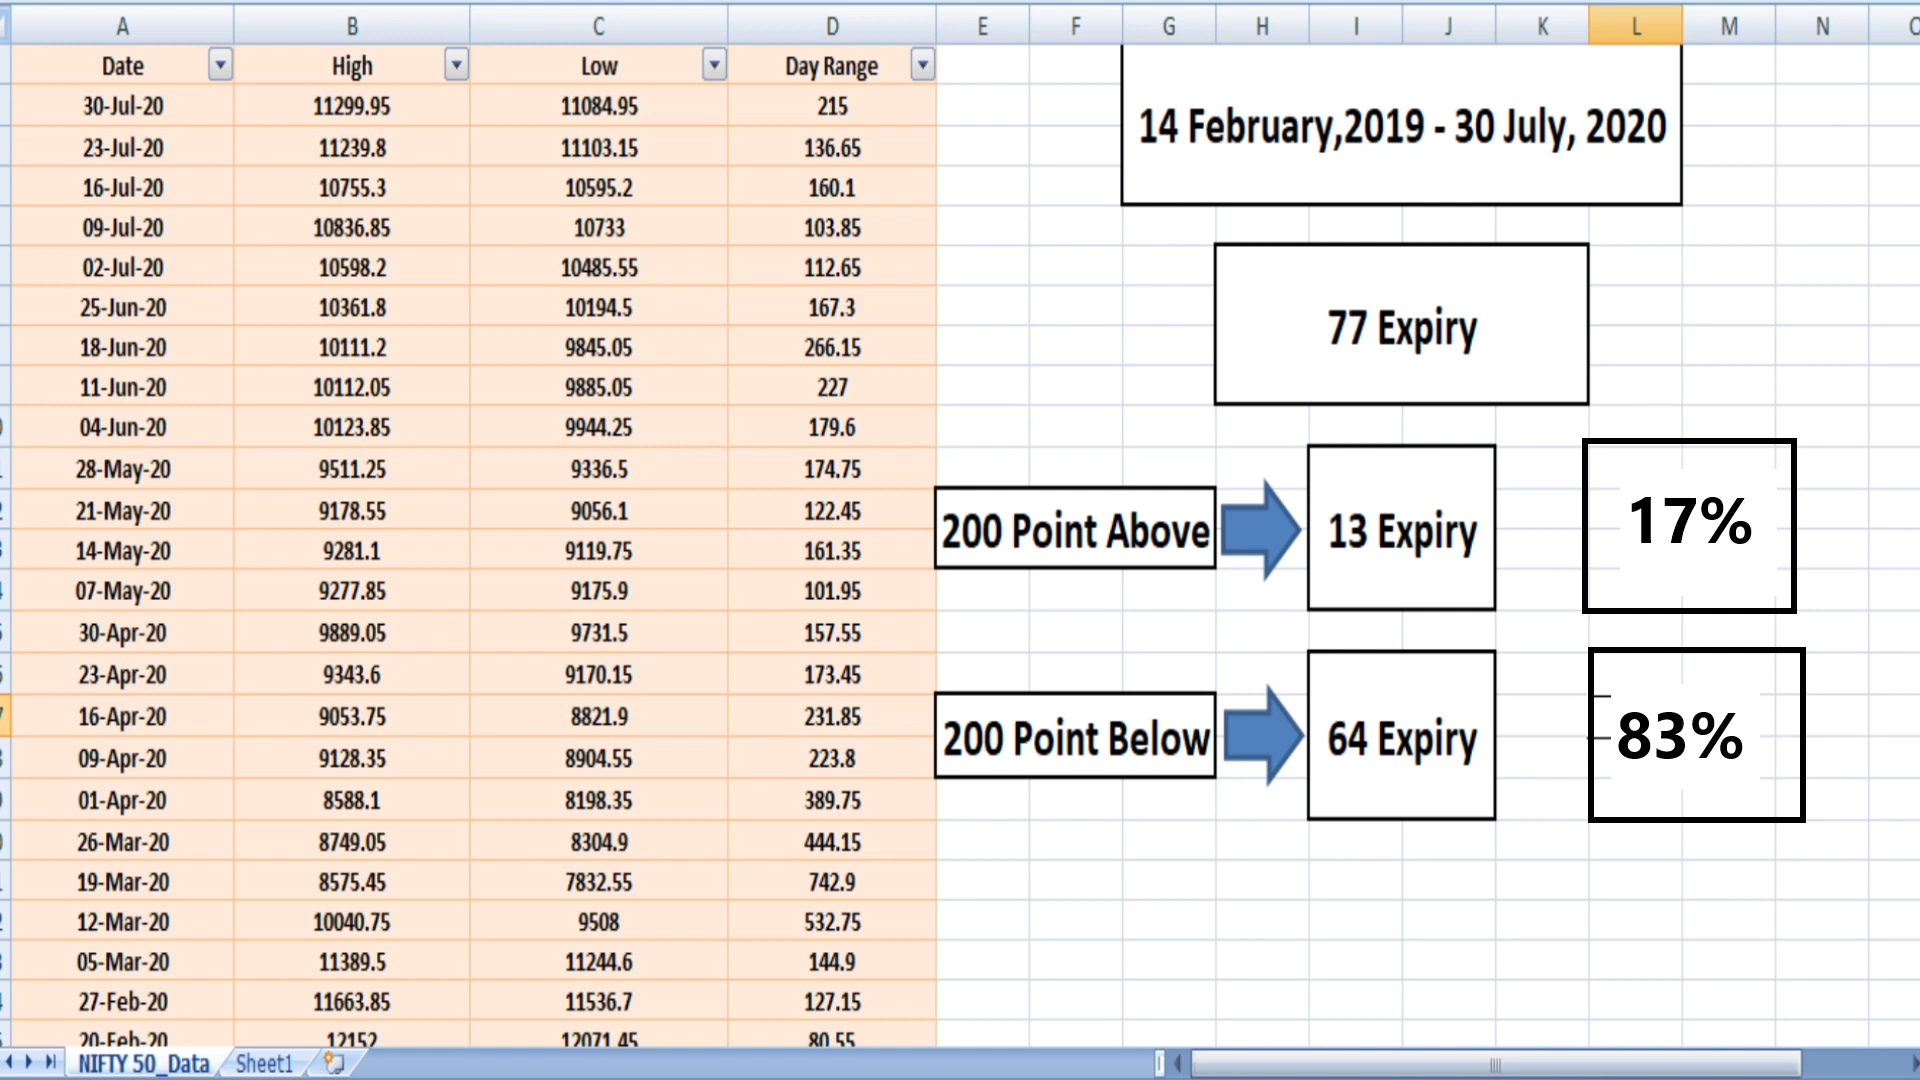 A B C D E F G H I J K L M N
Date High Low Day Range
30-Jul-20 11299.95 11084.95 215
23-Jul-20 11239.8 11103.15 136.65
16-Jul-20 10755.3 10595.2 160.1
09-Jul-20 10836.85 10733 103.85
02-Jul-20 10598.2 10485.55 112.65
25-Jun-20 10361.8 10194.5 167.3
18-Jun-20 10111.2 9845.05 266.15
11-Jun-20 10112.05 9885.05 227
04-Jun-20 10123.85 9944.25 179.6
28-May-20 9511.25 9336.5 174.75
21-May-20 9178.55 9056.1 122.45
14-May-20 9281.1 9119.75 161.35
07-May-20 9277.85 9175.9 101.95
30-Apr-20 9889.05 9731.5 157.55
23-Apr-20 9343.6 9170.15 173.45
16-Apr-20 9053.75 8821.9 231.85
09-Apr-20 9128.35 8904.55 223.8
01-Apr-20 8588.1 8198.35 389.75
26-Mar-20 8749.05 8304.9 444.15
19-Mar-20 8575.45 7832.55 742.9
12-Mar-20 10040.75 9508 532.75
05-Mar-20 11389.5 11244.6 144.9
27-Feb-20 11663.85 11536.7 127.15
20-Feb-20 12152 12071.45 80.55
14 February,2019 - 30 July, 2020
77 Expiry
200 Point Above 13 Expiry 17%
200 Point Below 64 Expiry 83%
NIFTY 50_Data Sheet1